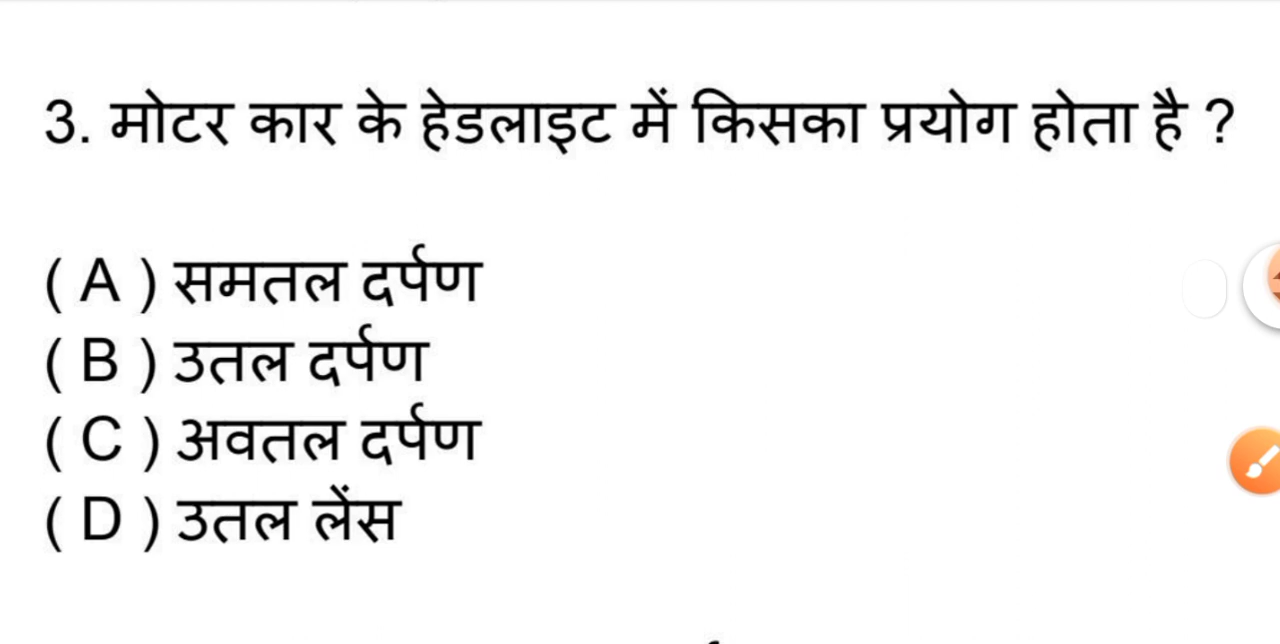 3. मोटर कार के हेडलाइट में किसका प्रयोग होता है ?
( A ) समतल दर्पण
( B ) उतल दर्पण
( C ) अवतल दर्पण
( D ) उतल लेंस